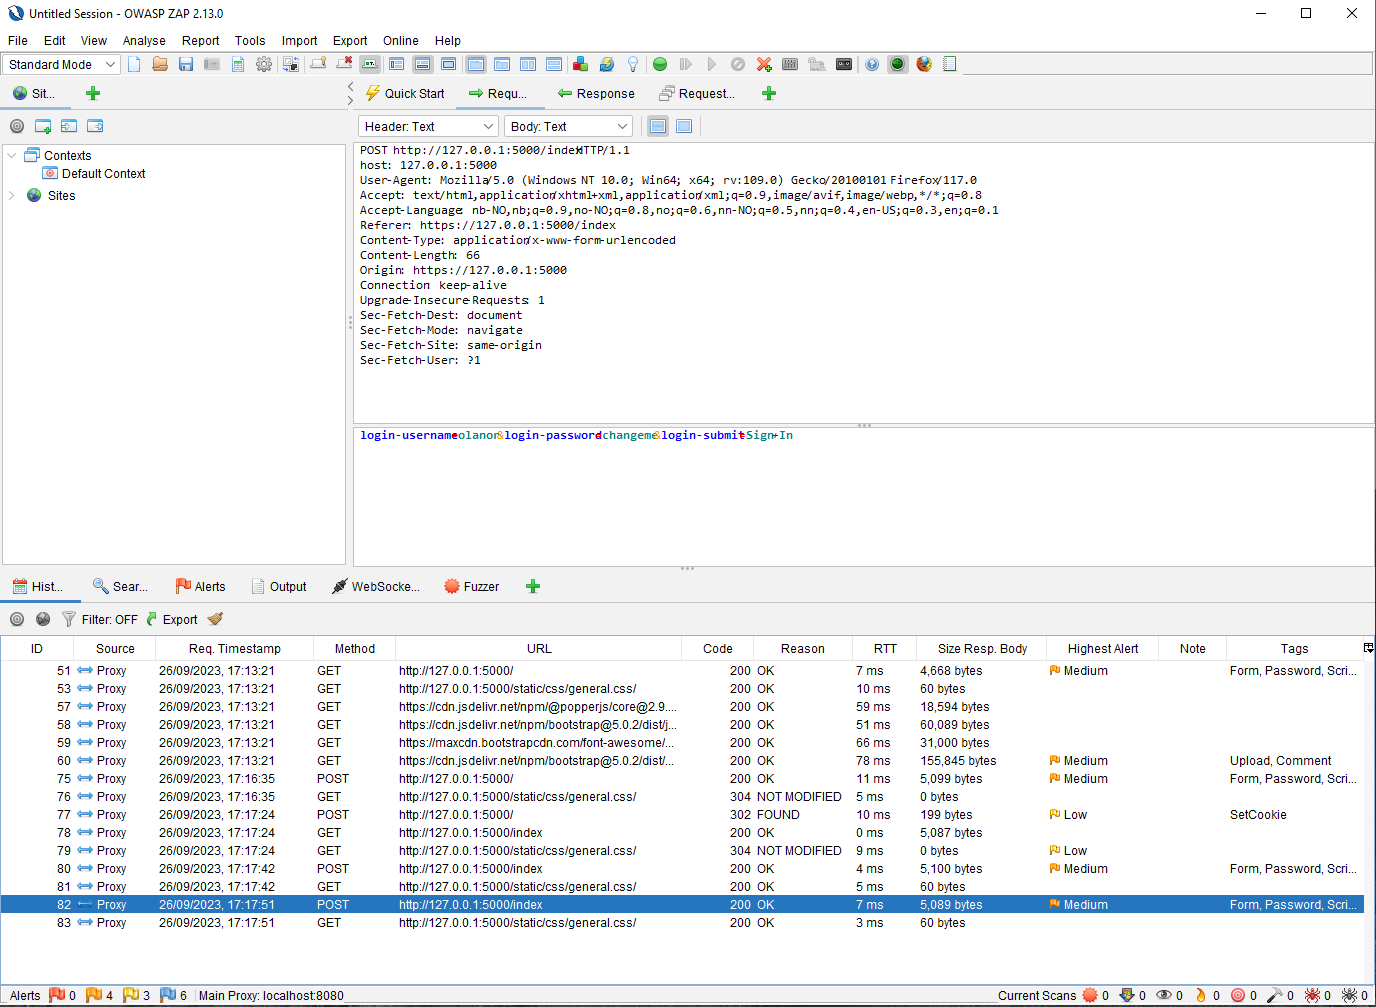 Untitled Session - OWASP ZAP 2.13.0
File Edit View Analyse Report Tools Import Export Online Help
Standard Mode
Sit... Quick Start Requ... Response Request...
Header: Text Body: Text
Contexts
Default Context
Sites
POST http://127.0.0.1:5000/index HTTP/1.1
host: 127.0.0.1:5000
User-Agent: Mozilla/5.0 (Windows NT 10.0; Win64; x64; rv:109.0) Gecko/20100101 Firefox/117.0
Accept: text/html,application/xhtml+xml,application/xml;q=0.9,image/avif,image/webp,*/*;q=0.8
Accept-Language: nb-NO,nb;q=0.9,no-NO;q=0.8,no;q=0.6,nn-NO;q=0.5,nn;q=0.4,en-US;q=0.3,en;q=0.1
Referer: https://127.0.0.1:5000/index
Content-Type: application/x-www-form-urlencoded
Content-Length: 66
Origin: https://127.0.0.1:5000
Connection: keep-alive
Upgrade-Insecure-Requests: 1
Sec-Fetch-Dest: document
Sec-Fetch-Mode: navigate
Sec-Fetch-Site: same-origin
Sec-Fetch-User: ?1
login-username=olanor&login-password=changeme&login-submit=Sign+In
Hist... Sear... Alerts Output WebSocke... Fuzzer
Filter: OFF Export
ID Source Req. Timestamp Method URL Code Reason RTT Size Resp. Body Highest Alert Note Tags
51 Proxy 26/09/2023, 17:13:21 GET http://127.0.0.1:5000/ 200 OK 7 ms 4,668 bytes Medium Form, Password, Scri...
53 Proxy 26/09/2023, 17:13:21 GET http://127.0.0.1:5000/static/css/general.css/ 200 OK 10 ms 60 bytes
57 Proxy 26/09/2023, 17:13:21 GET https://cdn.jsdelivr.net/npm/@popperjs/core@2.9.... 200 OK 59 ms 18,594 bytes
58 Proxy 26/09/2023, 17:13:21 GET https://cdn.jsdelivr.net/npm/bootstrap@5.0.2/dist/j... 200 OK 51 ms 60,089 bytes
59 Proxy 26/09/2023, 17:13:21 GET https://maxcdn.bootstrapcdn.com/font-awesome/... 200 OK 66 ms 31,000 bytes
60 Proxy 26/09/2023, 17:13:21 GET https://cdn.jsdelivr.net/npm/bootstrap@5.0.2/dist/... 200 OK 78 ms 155,845 bytes Medium Upload, Comment
75 Proxy 26/09/2023, 17:16:35 POST http://127.0.0.1:5000/ 200 OK 11 ms 5,099 bytes Medium Form, Password, Scri...
76 Proxy 26/09/2023, 17:16:35 GET http://127.0.0.1:5000/static/css/general.css/ 304 NOT MODIFIED 5 ms 0 bytes
77 Proxy 26/09/2023, 17:17:24 POST http://127.0.0.1:5000/ 302 FOUND 10 ms 199 bytes Low SetCookie
78 Proxy 26/09/2023, 17:17:24 GET http://127.0.0.1:5000/index 200 OK 0 ms 5,087 bytes
79 Proxy 26/09/2023, 17:17:24 GET http://127.0.0.1:5000/static/css/general.css/ 304 NOT MODIFIED 9 ms 0 bytes Low
80 Proxy 26/09/2023, 17:17:42 POST http://127.0.0.1:5000/index 200 OK 4 ms 5,100 bytes Medium Form, Password, Scri...
81 Proxy 26/09/2023, 17:17:42 GET http://127.0.0.1:5000/static/css/general.css/ 200 OK 5 ms 60 bytes
82 Proxy 26/09/2023, 17:17:51 POST http://127.0.0.1:5000/index 200 OK 7 ms 5,089 bytes Medium Form, Password, Scri...
83 Proxy 26/09/2023, 17:17:51 GET http://127.0.0.1:5000/static/css/general.css/ 200 OK 3 ms 60 bytes
Alerts 0 4 3 6 Main Proxy: localhost:8080 Current Scans 0 0 0 0 0 0 0 0